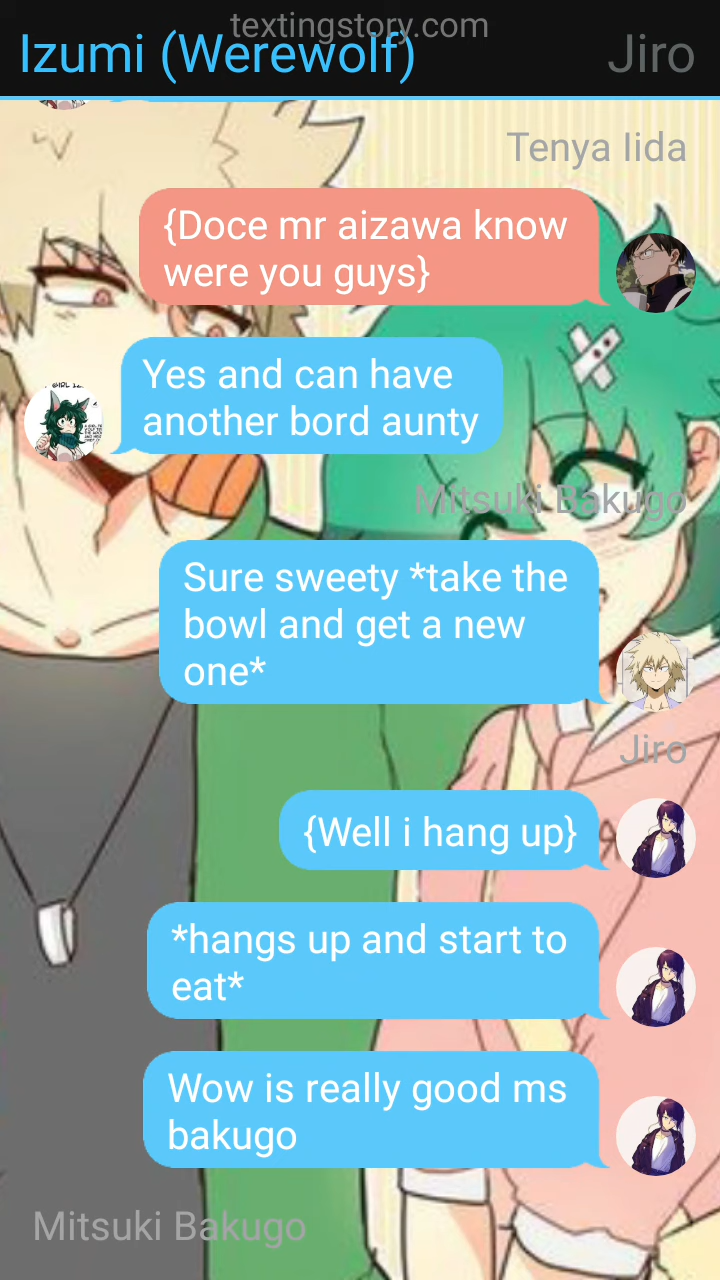 textingstory.com
Izumi (Werewolf)
Jiro
Tenya Iida
{Doce mr aizawa know
were you guys}
Yes and can have
another bord aunty
Mitsuki Bakugo
Sure sweety *take the
bowl and get a new
one*
Jiro
{Well i hang up}
*hangs up and start to
eat*
Wow is really good ms
bakugo
Mitsuki Bakugo